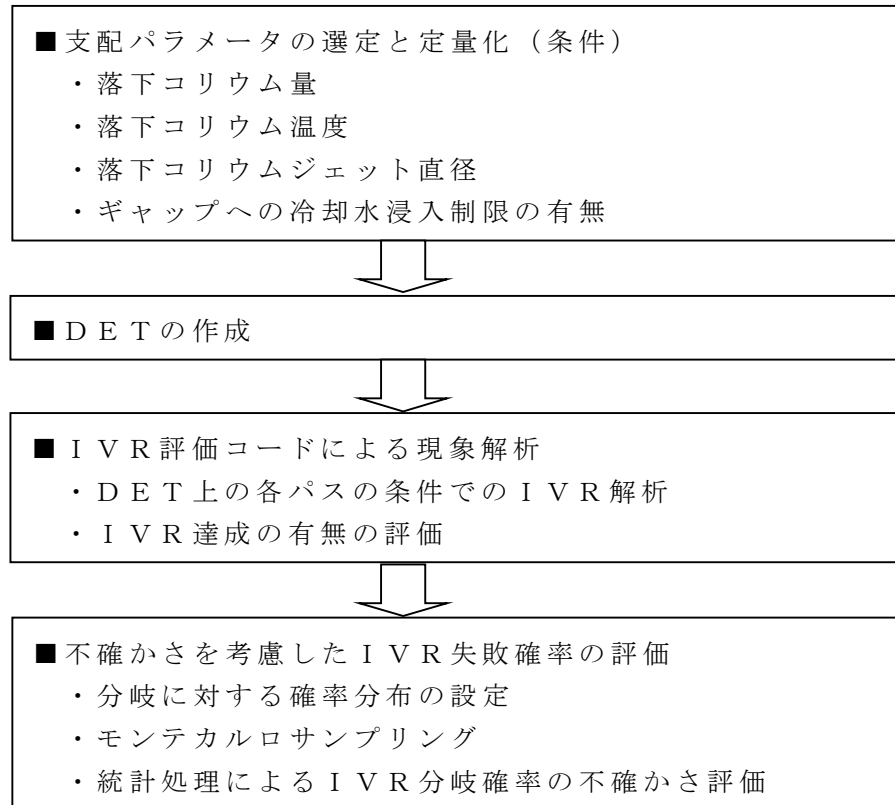 ■支配パラメータの選定と定量化（条件）
・落下コリウム量
・落下コリウム温度
・落下コリウムジェット直径
・ギャップへの冷却水浸入制限の有無
■ＤＥＴの作成
■ＩＶＲ評価コードによる現象解析
・ＤＥＴ上の各パスの条件でのＩＶＲ解析
・ＩＶＲ達成の有無の評価
■不確かさを考慮したＩＶＲ失敗確率の評価
・分岐に対する確率分布の設定
・モンテカルロサンプリング
・統計処理によるＩＶＲ分岐確率の不確かさ評価